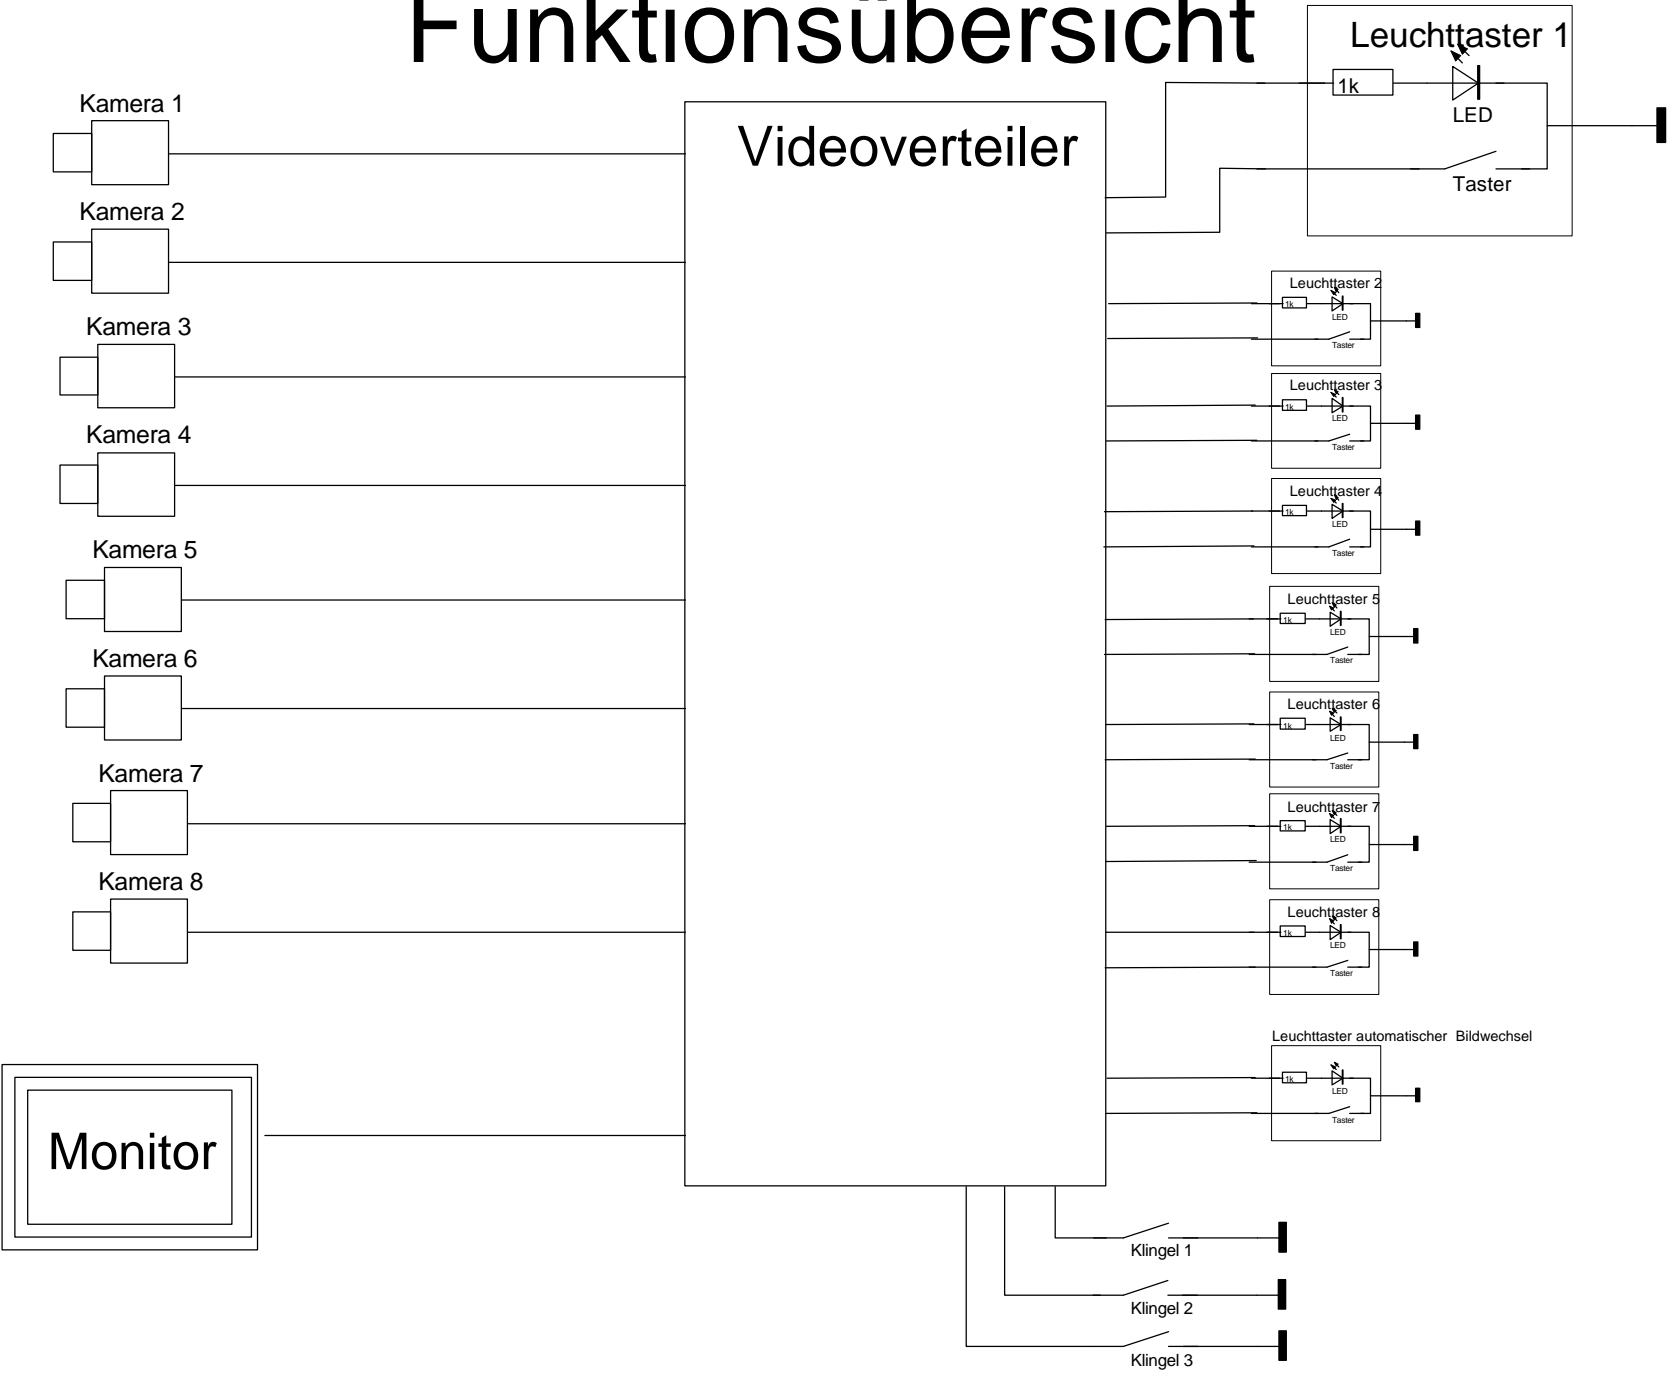 Funktionsübersicht
Kamera 1
Kamera 2
Kamera 3
Kamera 4
Kamera 5
Kamera 6
Kamera 7
Kamera 8
Monitor
Videoverteiler
Leuchttaster 1
1k
LED
Taster
Leuchttaster 2
1k
LED
Taster
Leuchttaster 3
1k
LED
Taster
Leuchttaster 4
1k
LED
Taster
Leuchttaster 5
1k
LED
Taster
Leuchttaster 6
1k
LED
Taster
Leuchttaster 7
1k
LED
Taster
Leuchttaster 8
1k
LED
Taster
Leuchttaster automatischer Bildwechsel
1k
LED
Taster
Klingel 1
Klingel 2
Klingel 3